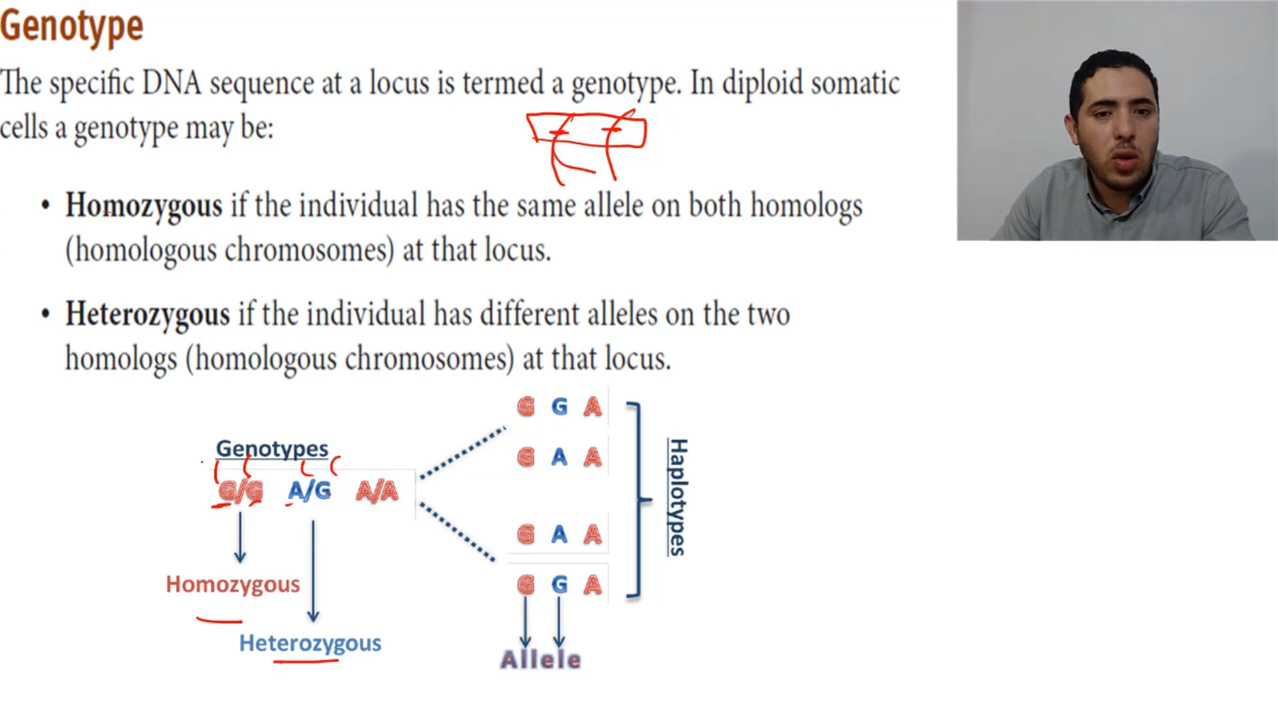 Genotype
The specific DNA sequence at a locus is termed a genotype. In diploid somatic
cells a genotype may be:
• Homozygous if the individual has the same allele on both homologs
(homologous chromosomes) at that locus.
• Heterozygous if the individual has different alleles on the two
homologs (homologous chromosomes) at that locus.
Genotypes
G/G A/G A/A
Homozygous
Heterozygous
G G A
G A A
G A A
G G A
Haplotypes
Allele